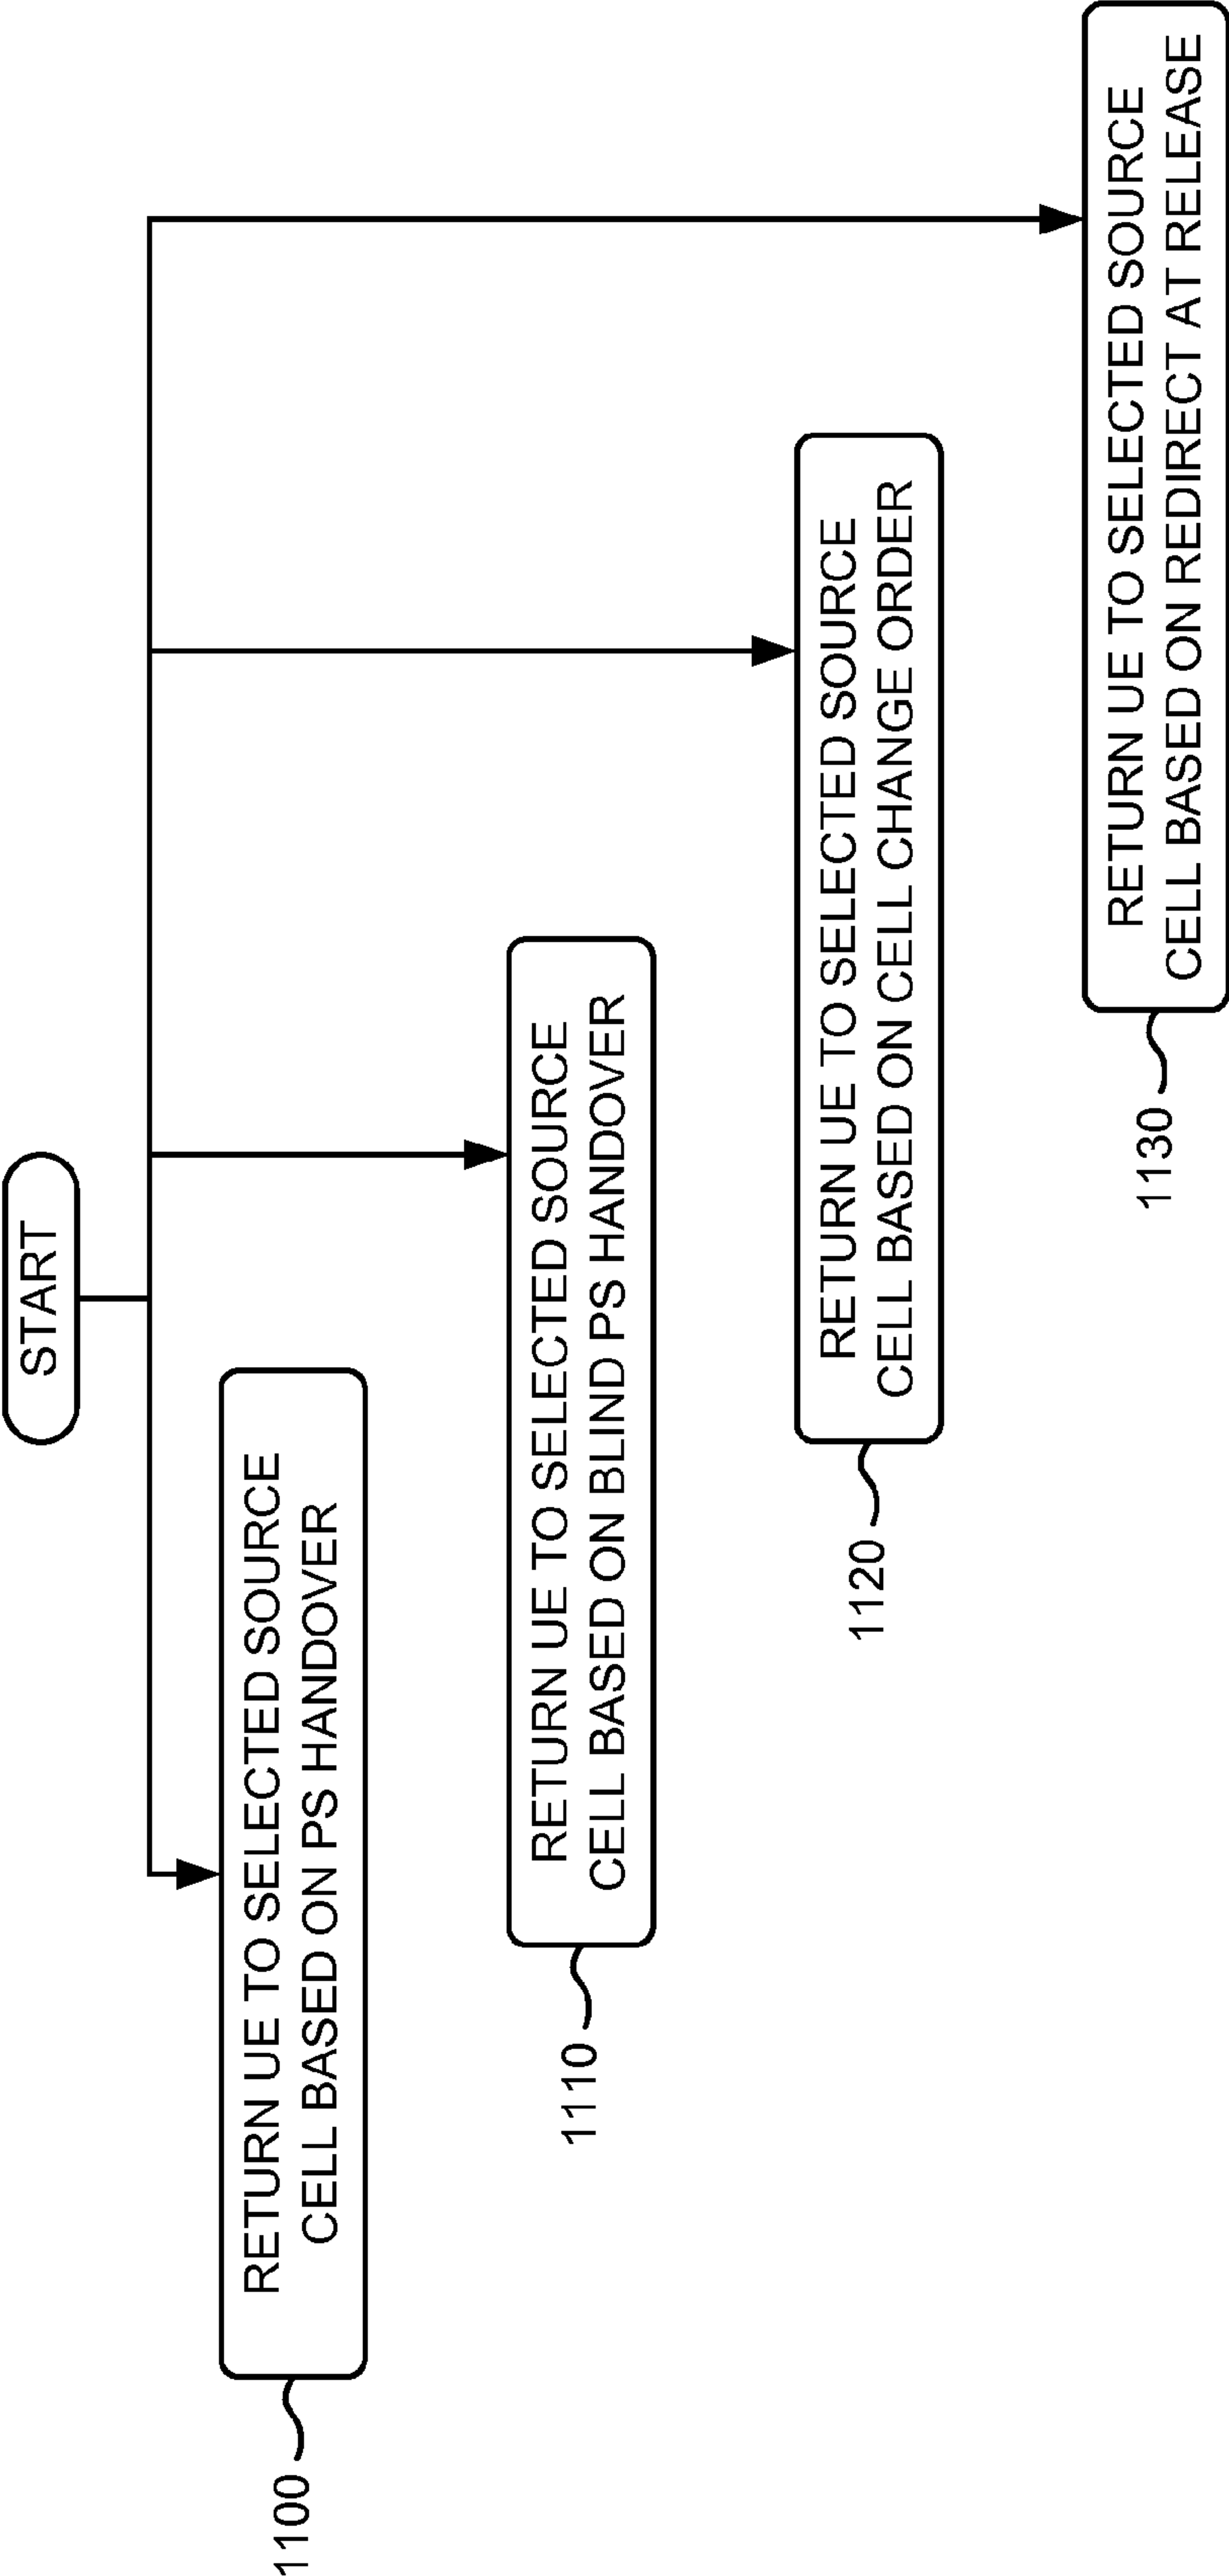 START
RETURN UE TO SELECTED SOURCE
CELL BASED ON PS HANDOVER
1100
RETURN UE TO SELECTED SOURCE
CELL BASED ON BLIND PS HANDOVER
1110
RETURN UE TO SELECTED SOURCE
CELL BASED ON CELL CHANGE ORDER
1120
RETURN UE TO SELECTED SOURCE
CELL BASED ON REDIRECT AT RELEASE
1130